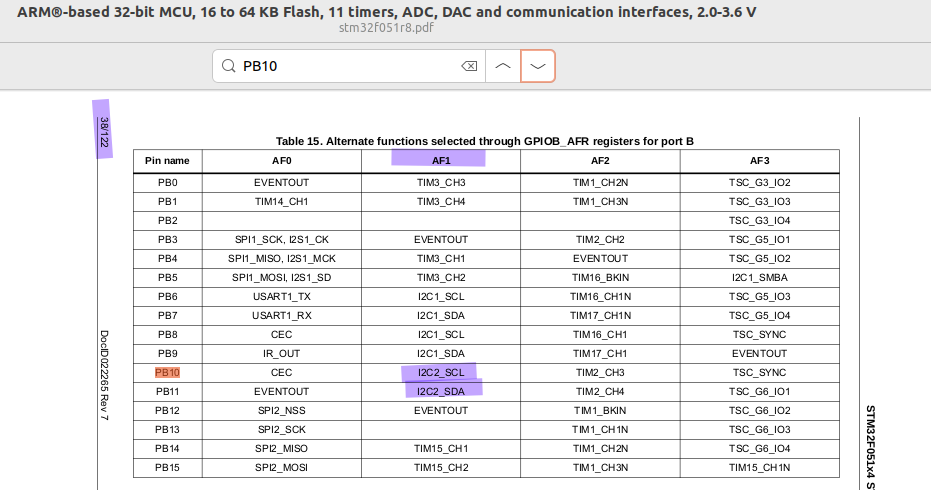 ARM®-based 32-bit MCU, 16 to 64 KB Flash, 11 timers, ADC, DAC and communication interfaces, 2.0-3.6 V
stm32f051r8.pdf
PB10
38/122
Table 15. Alternate functions selected through GPIOB_AFR registers for port B
Pin name AF0 AF1 AF2 AF3
PB0 EVENTOUT TIM3_CH3 TIM1_CH2N TSC_G3_IO2
PB1 TIM14_CH1 TIM3_CH4 TIM1_CH3N TSC_G3_IO3
PB2 TSC_G3_IO4
PB3 SPI1_SCK, I2S1_CK EVENTOUT TIM2_CH2 TSC_G5_IO1
PB4 SPI1_MISO, I2S1_MCK TIM3_CH1 EVENTOUT TSC_G5_IO2
PB5 SPI1_MOSI, I2S1_SD TIM3_CH2 TIM16_BKIN I2C1_SMBA
PB6 USART1_TX I2C1_SCL TIM16_CH1N TSC_G5_IO3
PB7 USART1_RX I2C1_SDA TIM17_CH1N TSC_G5_IO4
PB8 CEC I2C1_SCL TIM16_CH1 TSC_SYNC
PB9 IR_OUT I2C1_SDA TIM17_CH1 EVENTOUT
PB10 CEC I2C2_SCL TIM2_CH3 TSC_SYNC
PB11 EVENTOUT I2C2_SDA TIM2_CH4 TSC_G6_IO1
PB12 SPI2_NSS EVENTOUT TIM1_BKIN TSC_G6_IO2
PB13 SPI2_SCK TIM1_CH1N TSC_G6_IO3
PB14 SPI2_MISO TIM15_CH1 TIM1_CH2N TSC_G6_IO4
PB15 SPI2_MOSI TIM15_CH2 TIM1_CH3N TIM15_CH1N
DocID022265 Rev 7
STM32F051x4 S